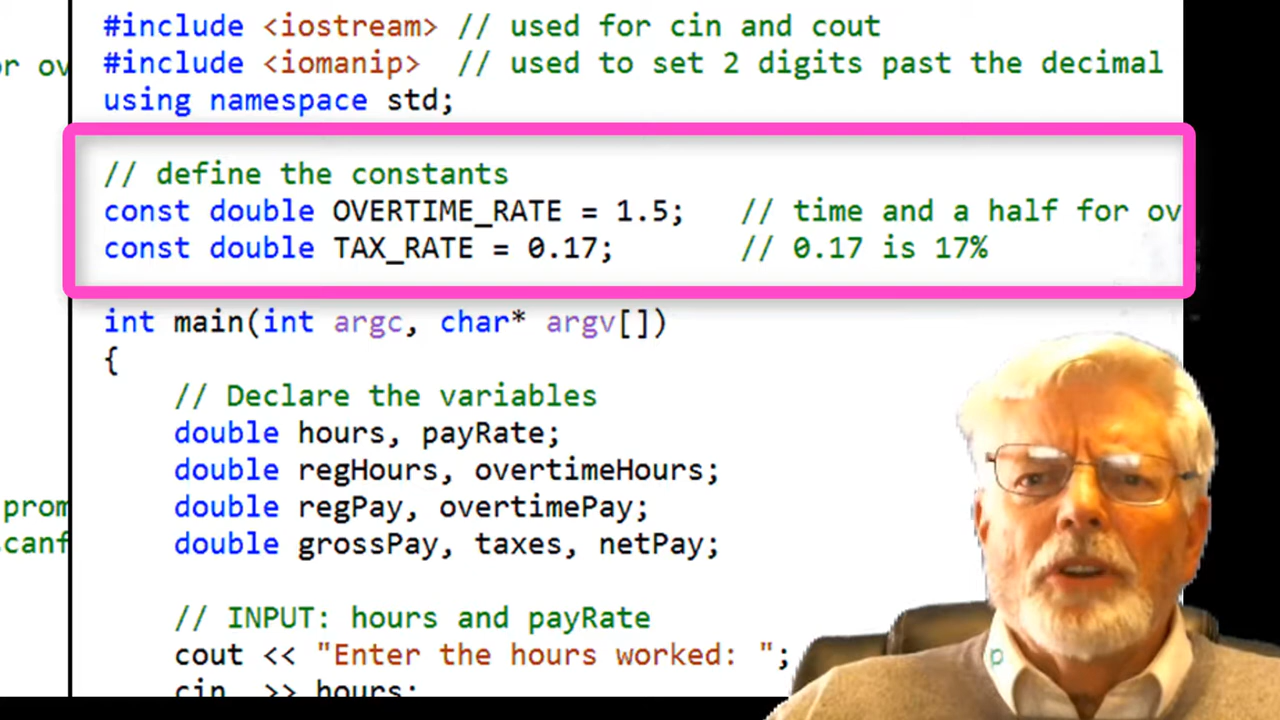 #include <iostream> // used for cin and cout
#include <iomanip> // used to set 2 digits past the decimal
using namespace std;
// define the constants
const double OVERTIME_RATE = 1.5; // time and a half for ov
const double TAX_RATE = 0.17; // 0.17 is 17%
int main(int argc, char* argv[])
{
// Declare the variables
double hours, payRate;
double regHours, overtimeHours;
double regPay, overtimePay;
double grossPay, taxes, netPay;
// INPUT: hours and payRate
cout << "Enter the hours worked: ";
cin >> hours;
or ov
prom
scanf
p